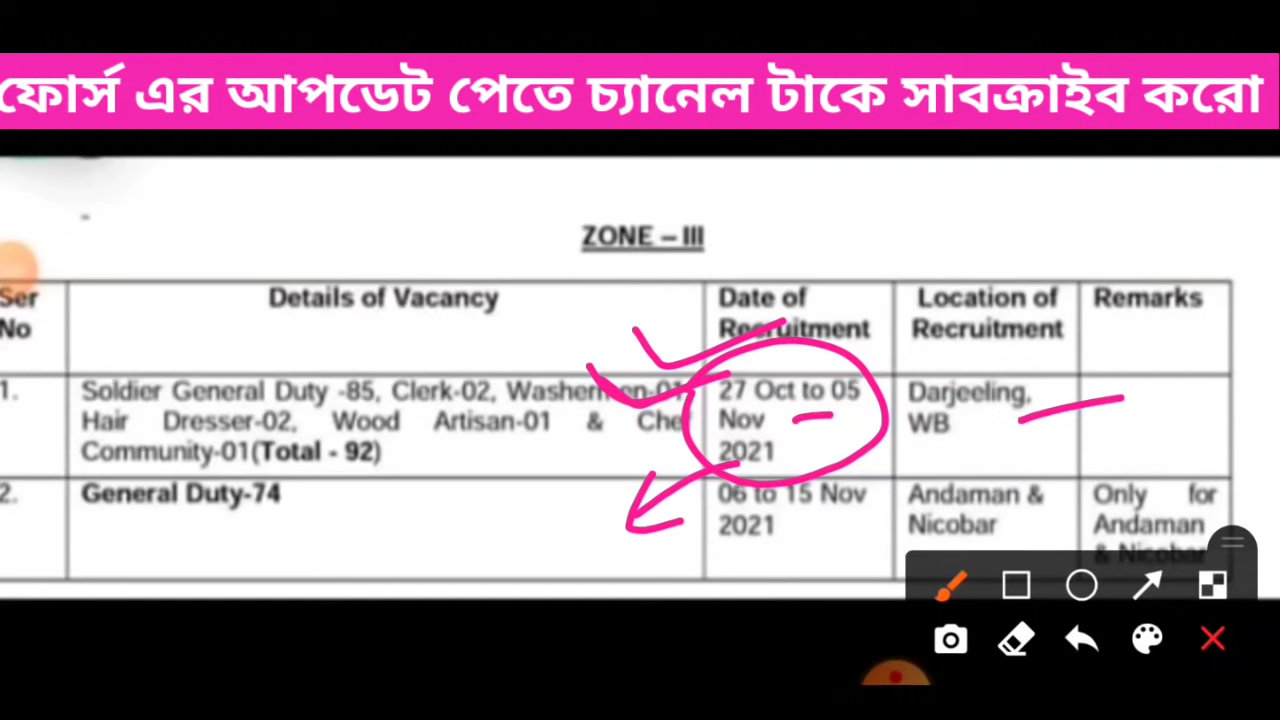 ফোর্স এর আপডেট পেতে চ্যানেল টাকে সাবক্রাইব করো
ZONE – III
Ser No
Details of Vacancy
Date of Recruitment
Location of Recruitment
Remarks
1.
Soldier General Duty -85, Clerk-02, Washermen-01
Hair Dresser-02, Wood Artisan-01 &
Community-01(Total - 92)
27 Oct to 05
Nov
2021
Darjeeling,
WB
2.
General Duty-74
06 to 15 Nov
2021
Andaman &
Nicobar
Only for
Andaman
& Nicobar